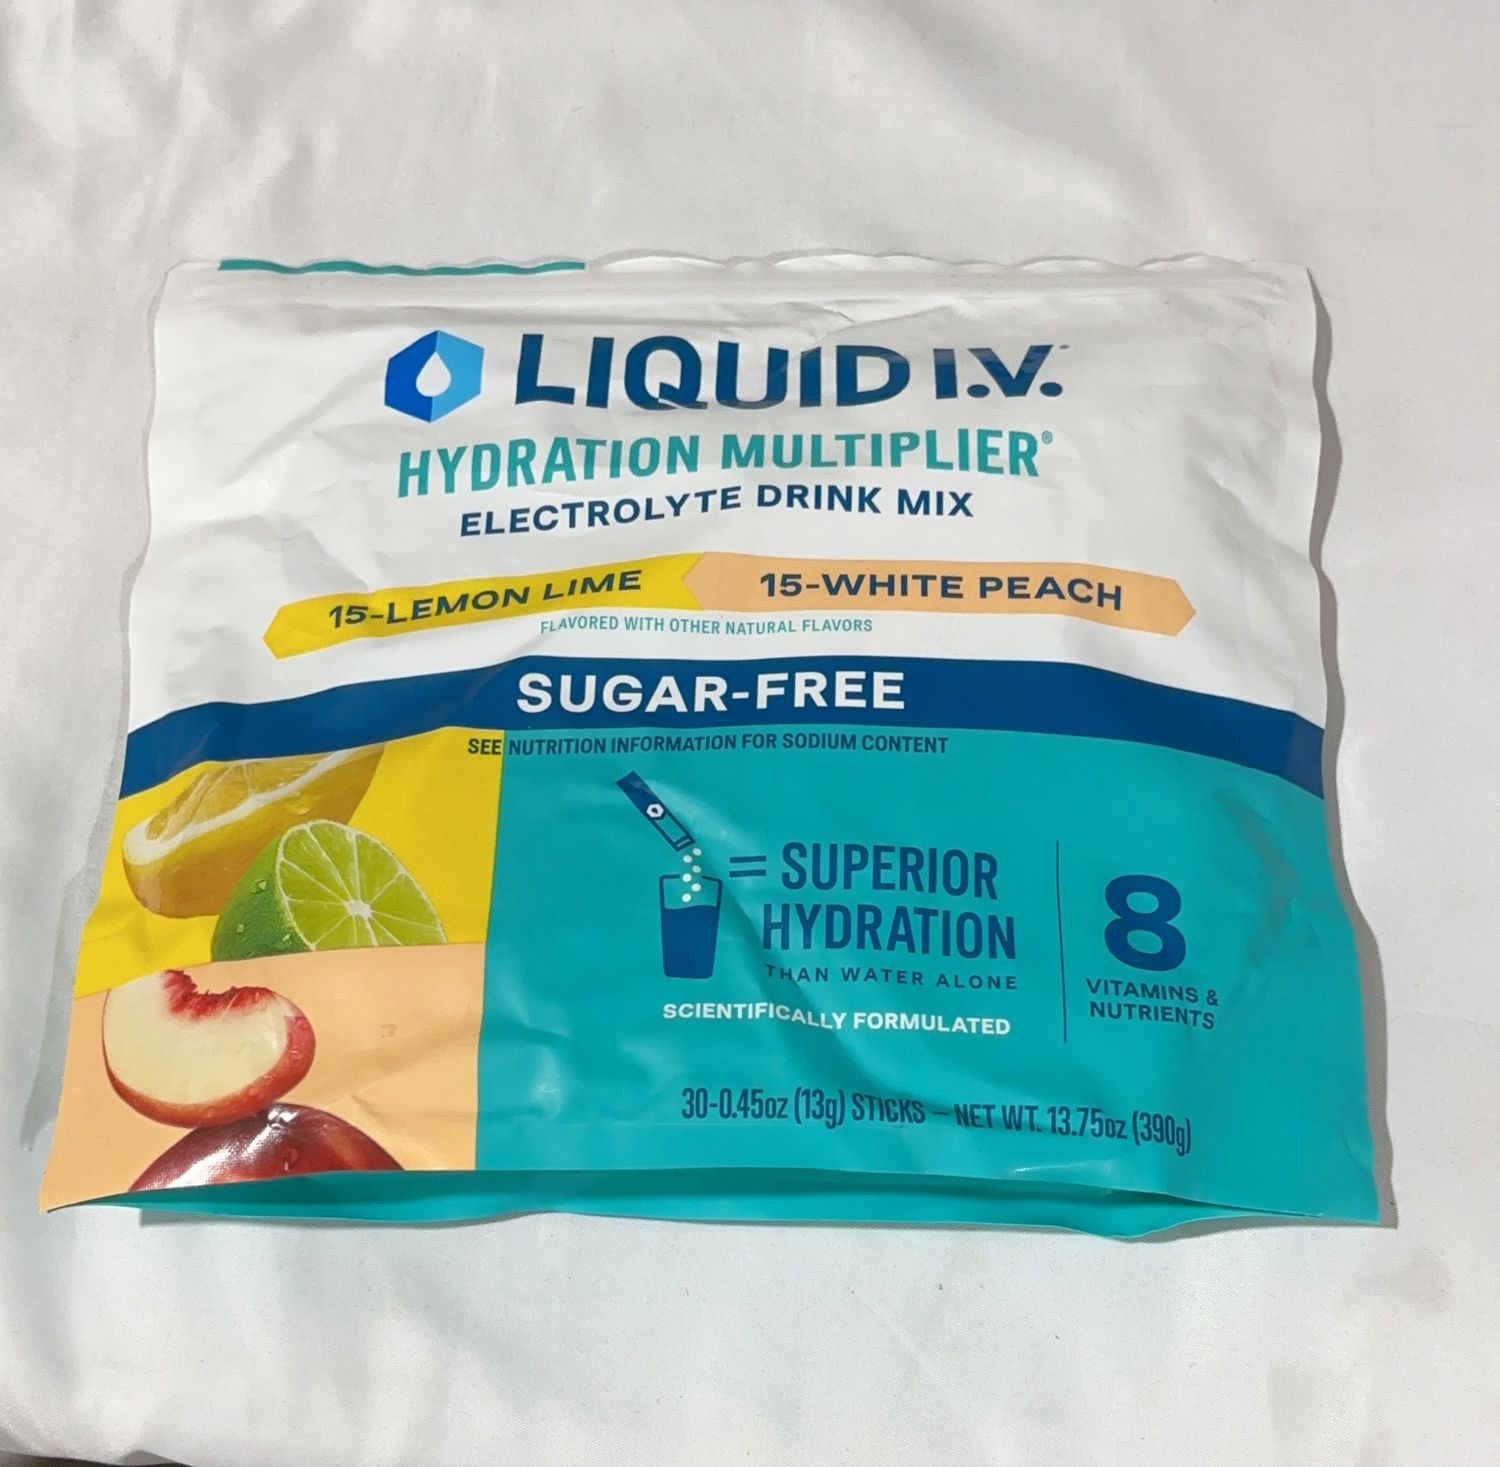 LIQUID I.V.
HYDRATION MULTIPLIER®
ELECTROLYTE DRINK MIX
15-LEMON LIME 15-WHITE PEACH
FLAVORED WITH OTHER NATURAL FLAVORS
SUGAR-FREE
SEE NUTRITION INFORMATION FOR SODIUM CONTENT
= SUPERIOR
HYDRATION
THAN WATER ALONE
SCIENTIFICALLY FORMULATED
8
VITAMINS &
NUTRIENTS
30-0.45oz (13g) STICKS – NET WT. 13.75oz (390g)